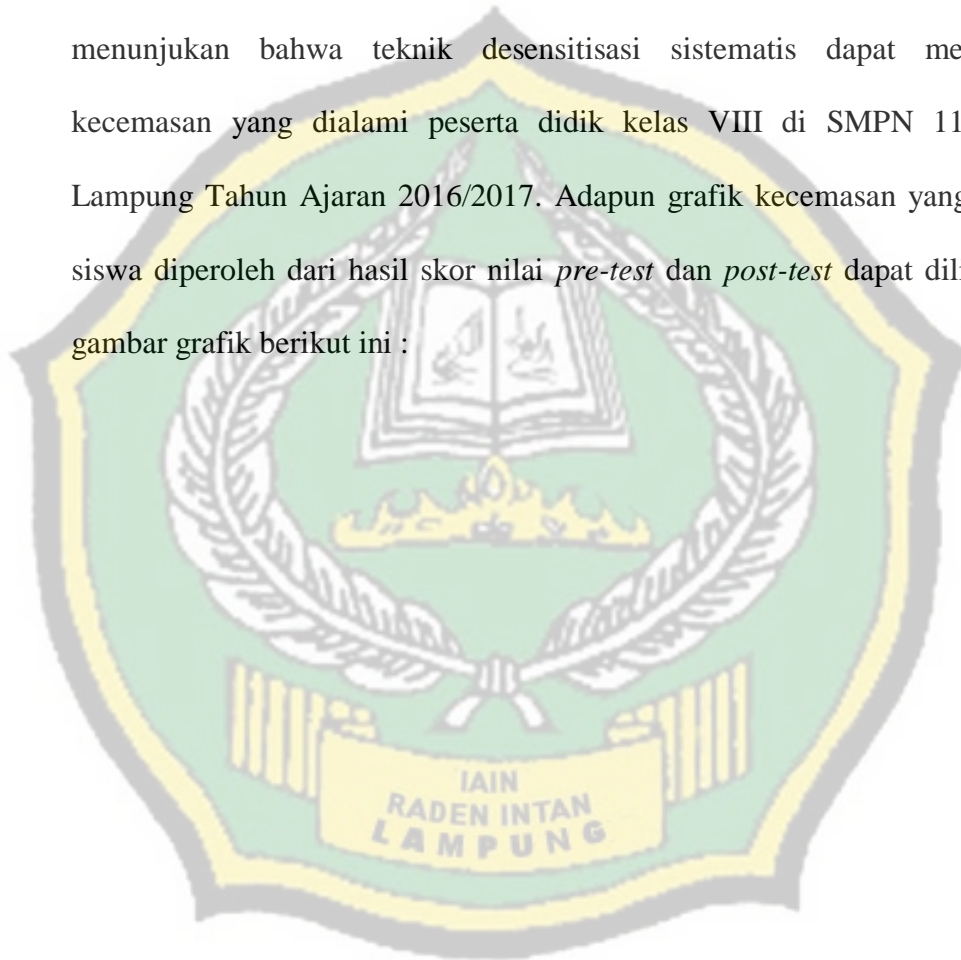 menunjukan bahwa teknik desensitisasi sistematis dapat me
kecemasan yang dialami peserta didik kelas VIII di SMPN 11
Lampung Tahun Ajaran 2016/2017. Adapun grafik kecemasan yang
siswa diperoleh dari hasil skor nilai pre-test dan post-test dapat dil
gambar grafik berikut ini :
IAIN
RADEN INTAN
LAMPUNG